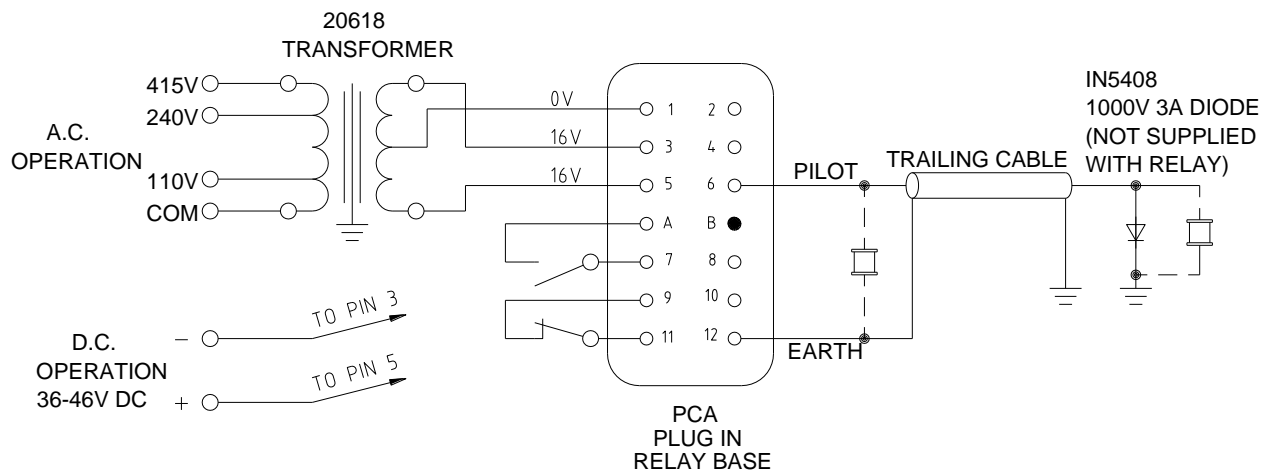 20618
TRANSFORMER
415V
240V
A.C.
OPERATION
110V
COM
0V
16V
16V
1
2
3
4
5
6
A
B
7
8
9
10
11
12
PILOT
EARTH
TRAILING CABLE
IN5408
1000V 3A DIODE
(NOT SUPPLIED
WITH RELAY)
D.C.
OPERATION
36-46V DC
−
+
TO PIN 3
TO PIN 5
PCA
PLUG IN
RELAY BASE